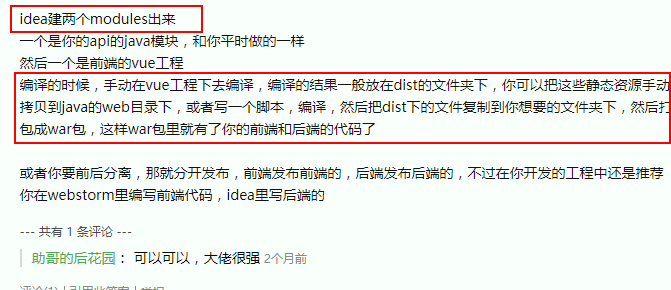 idea建两个modules出来
一个是你的api的java模块，和你平时做的一样
然后一个是前端的vue工程
编译的时候，手动在vue工程下去编译，编译的结果一般放在dist的文件夹下，你可以把这些静态资源手动
拷贝到java的web目录下，或者写一个脚本，编译，然后把dist下的文件复制到你想要的文件夹下，然后打
包成war包，这样war包里就有了你的前端和后端的代码了
或者你要前后分离，那就分开发布，前端发布前端的，后端发布后端的，不过在你开发的工程中还是推荐
你在webstorm里编写前端代码，idea里写后端的
--- 共有 1 条评论 ---
助哥的后花园： 可以可以，大佬很强 2个月前